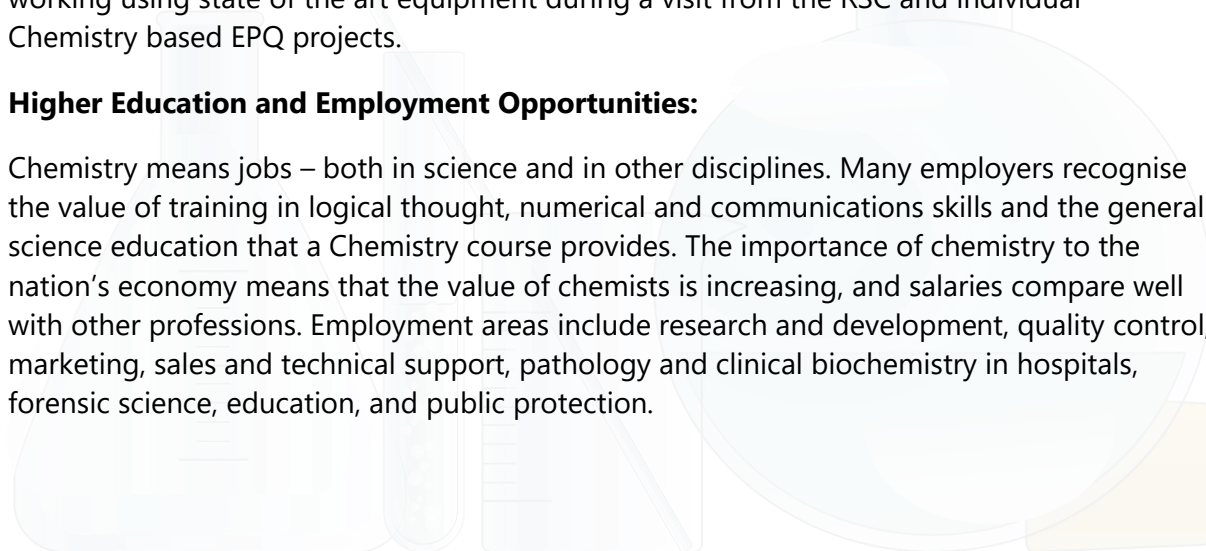 working using state of the art equipment during a visit from the RSC and individual
Chemistry based EPQ projects.
Higher Education and Employment Opportunities:
Chemistry means jobs – both in science and in other disciplines. Many employers recognise
the value of training in logical thought, numerical and communications skills and the general
science education that a Chemistry course provides. The importance of chemistry to the
nation’s economy means that the value of chemists is increasing, and salaries compare well
with other professions. Employment areas include research and development, quality control,
marketing, sales and technical support, pathology and clinical biochemistry in hospitals,
forensic science, education, and public protection.